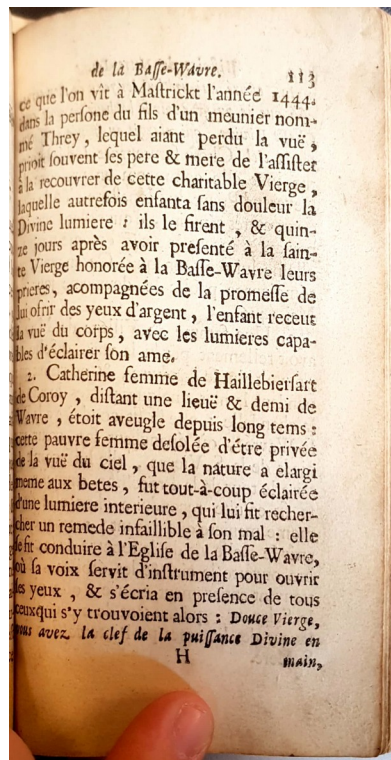 de la Baſſe-Wavre. 113
ce que l'on vît à Maſtrickt l'année 1444.
dans la perſone du fils d'un meunier nom-
mé Threy, lequel aiant perdu la vuë,
prioit ſouvent ſes pere & mere de l'aſſiſter
à la recouvrer de cette charitable Vierge,
laquelle autrefois enfanta ſans douleur la
Divine lumiere : ils le firent, & quin-
ze jours après avoir preſenté à la ſain-
te Vierge honorée à la Baſſe-Wavre leurs
prieres, acompagnées de la promeſſe de
lui ofrir des yeux d'argent, l'enfant receut
la vuë du corps, avec les lumieres capa-
bles d'éclairer ſon ame.
2. Catherine femme de Haillebierſart
de Coroy, diſtant une lieuë & demi de
Wavre, étoit aveugle depuis long tems :
cette pauvre femme deſolée d'étre privée
de la vuë du ciel, que la nature a elargi
meme aux betes, fut tout-à-coup éclairée
d'une lumiere interieure, qui lui fit recher-
cher un remede infaillible à ſon mal : elle
ſe fit conduire à l'Egliſe de la Baſſe-Wavre,
où ſa voix ſervit d'inſtrument pour ouvrir
ſes yeux, & s'écria en preſence de tous
ceuxqui s'y trouvoient alors : Douce Vierge,
vous avez la clef de la puiſſance Divine en
H main,